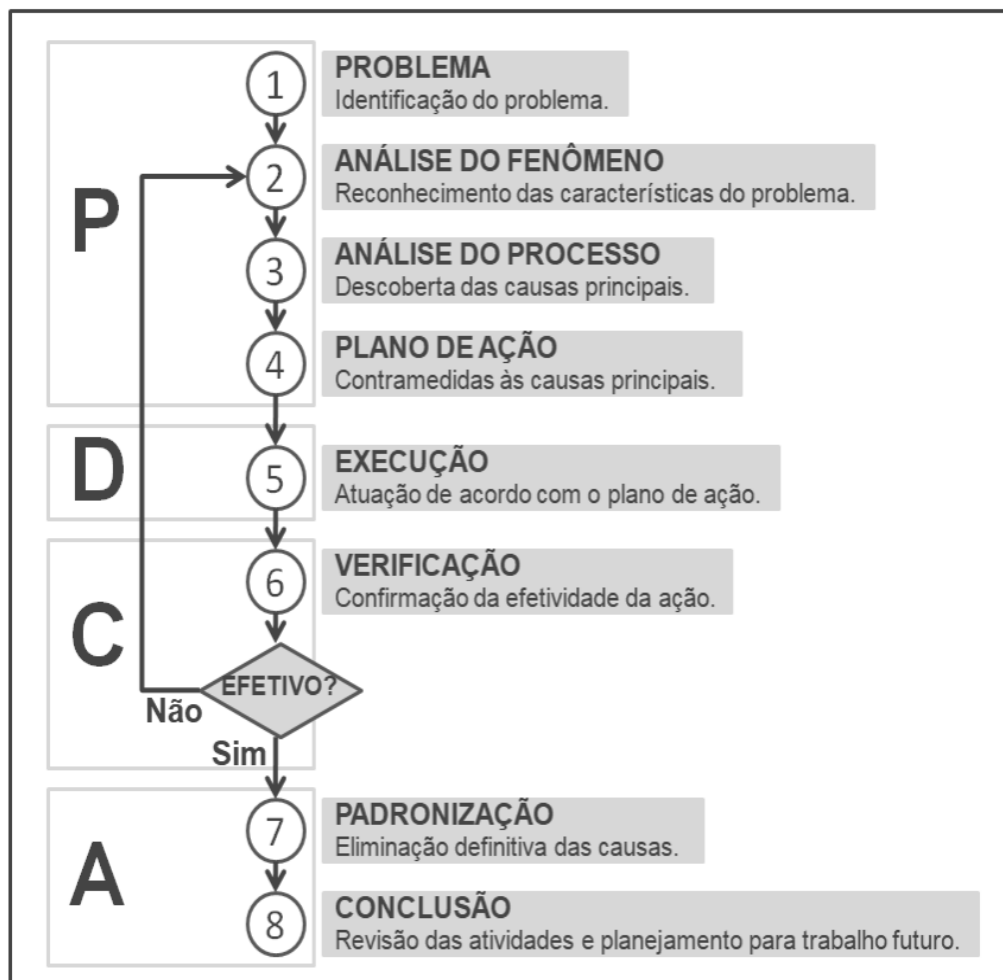 P
1
PROBLEMA
Identificação do problema.
2
ANÁLISE DO FENÔMENO
Reconhecimento das características do problema.
3
ANÁLISE DO PROCESSO
Descoberta das causas principais.
4
PLANO DE AÇÃO
Contramedidas às causas principais.
D
5
EXECUÇÃO
Atuação de acordo com o plano de ação.
C
6
VERIFICAÇÃO
Confirmação da efetividade da ação.
EFETIVO?
Não
Sim
A
7
PADRONIZAÇÃO
Eliminação definitiva das causas.
8
CONCLUSÃO
Revisão das atividades e planejamento para trabalho futuro.